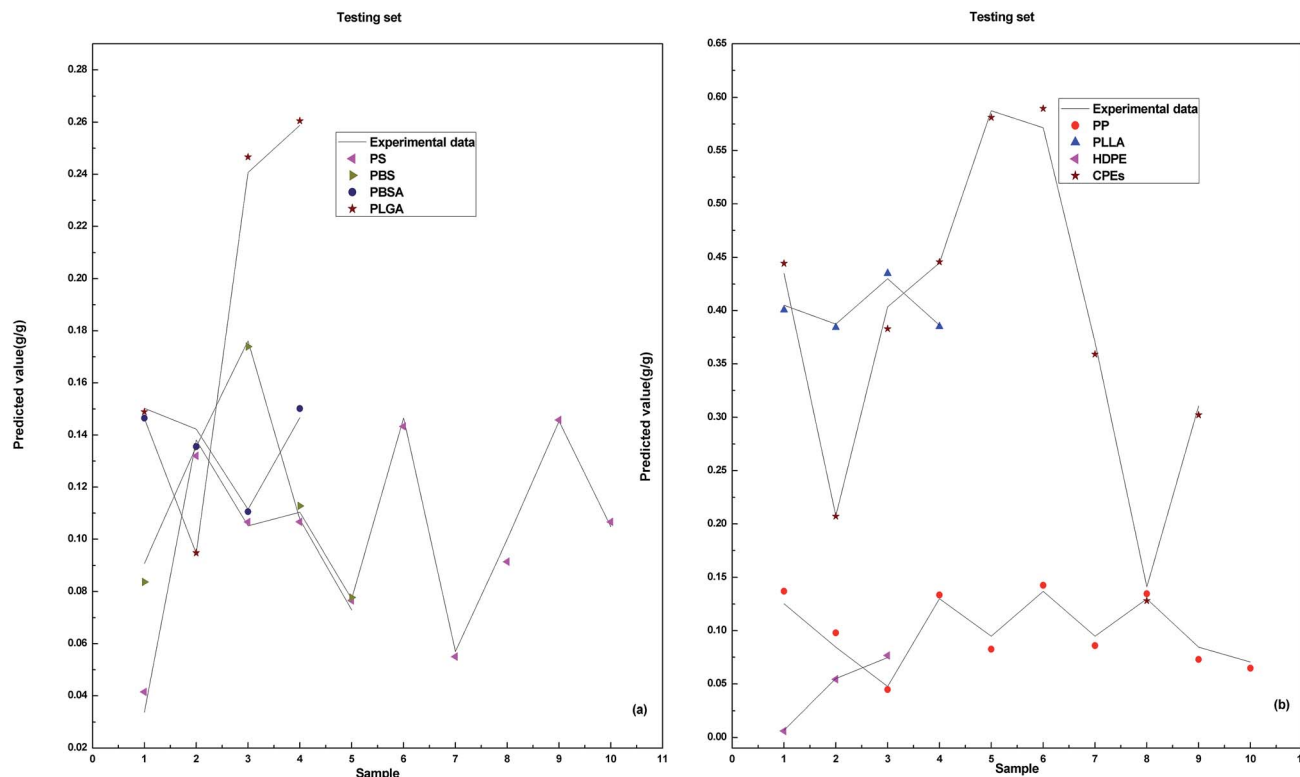 Testing set
0.28
0.26
0.24
0.22
0.20
0.18
0.16
0.14
0.12
0.10
0.08
0.06
0.04
0.02
Predicted value(g/g)
0 1 2 3 4 5 6 7 8 9 10 11
Sample
Experimental data
PS
PBS
PBSA
PLGA
(a)
Testing set
0.65
0.60
0.55
0.50
0.45
0.40
0.35
0.30
0.25
0.20
0.15
0.10
0.05
0.00
Predicted value(g/g)
0 1 2 3 4 5 6 7 8 9 10
Sample
Experimental data
PP
PLLA
HDPE
CPEs
(b)